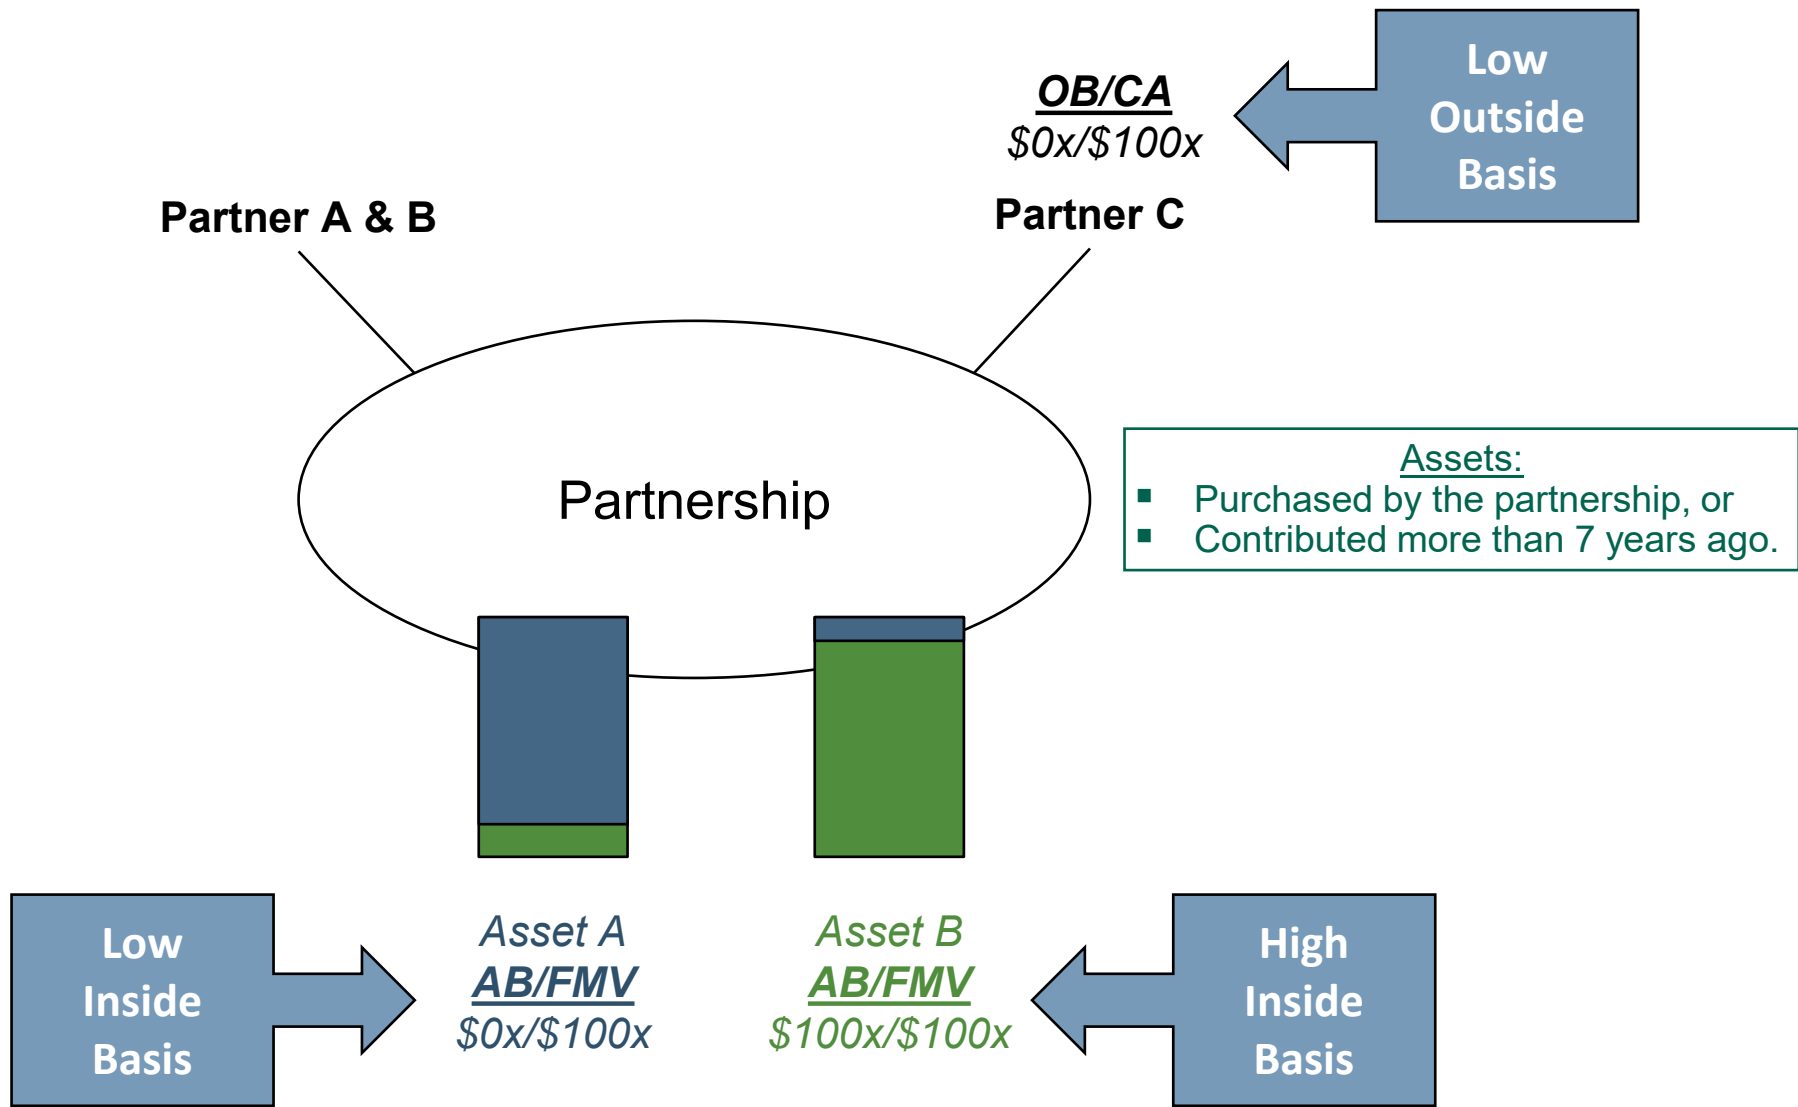 Low
Outside
Basis
OB/CA
$0x/$100x
Partner A & B
Partner C
Partnership
Assets:
▪ Purchased by the partnership, or
▪ Contributed more than 7 years ago.
Low
Inside
Basis
Asset A
AB/FMV
$0x/$100x
Asset B
AB/FMV
$100x/$100x
High
Inside
Basis